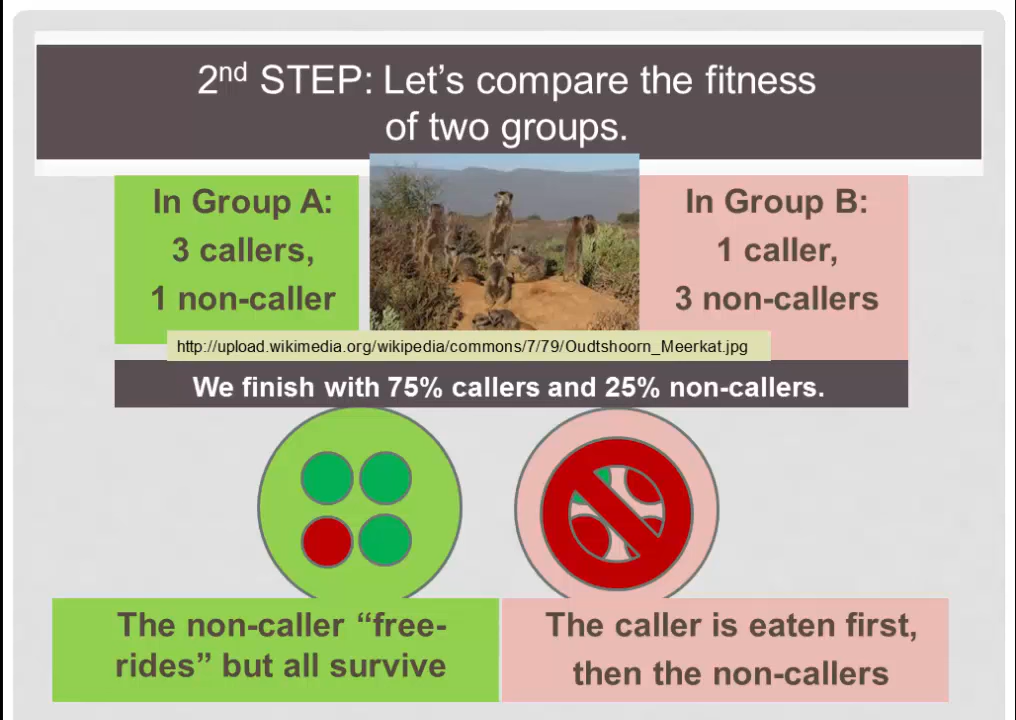 2nd STEP: Let's compare the fitness
of two groups.
In Group A:
3 callers,
1 non-caller
In Group B:
1 caller,
3 non-callers
http://upload.wikimedia.org/wikipedia/commons/7/79/Oudtshoorn_Meerkat.jpg
We finish with 75% callers and 25% non-callers.
The non-caller “free-
rides” but all survive
The caller is eaten first,
then the non-callers